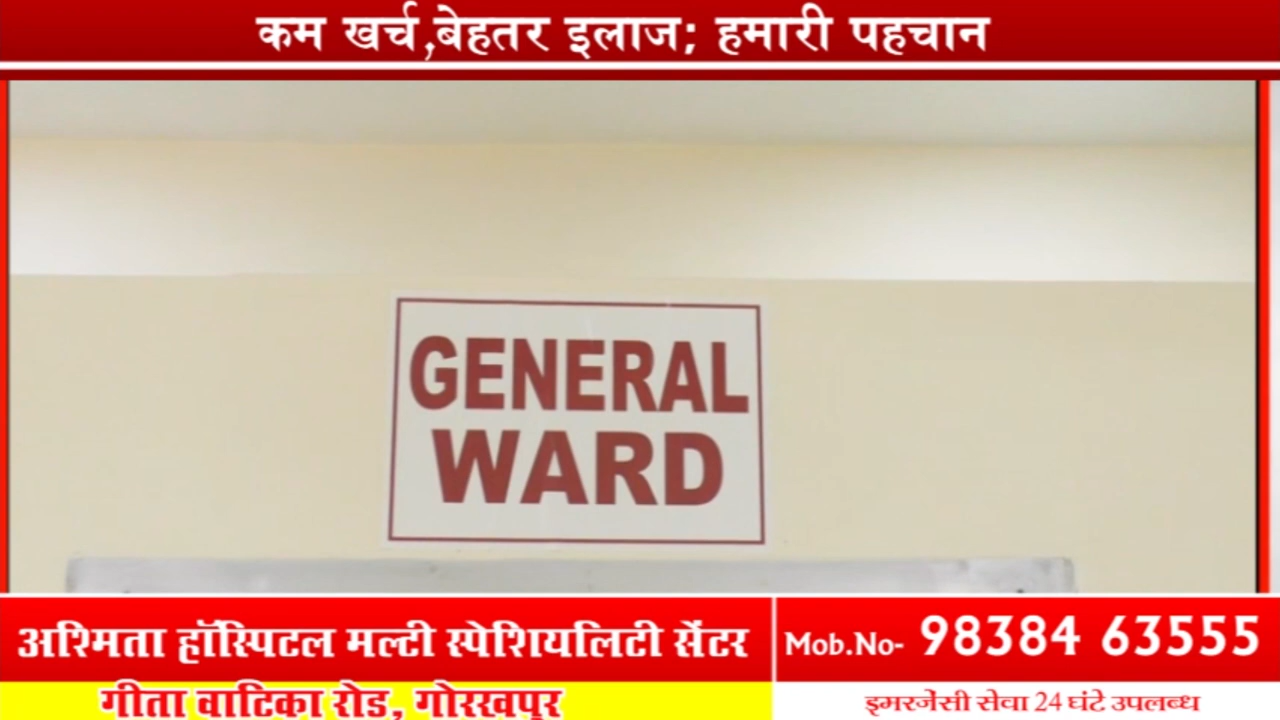 कम खर्च,बेहतर इलाज; हमारी पहचान
GENERAL
WARD
अश्मिता हॉस्पिटल मल्टी स्पेशियलिटी सेंटर
Mob.No- 98384 63555
गीता वाटिका रोड, गोरखपुर
इमरजेंसी सेवा 24 घंटे उपलब्ध